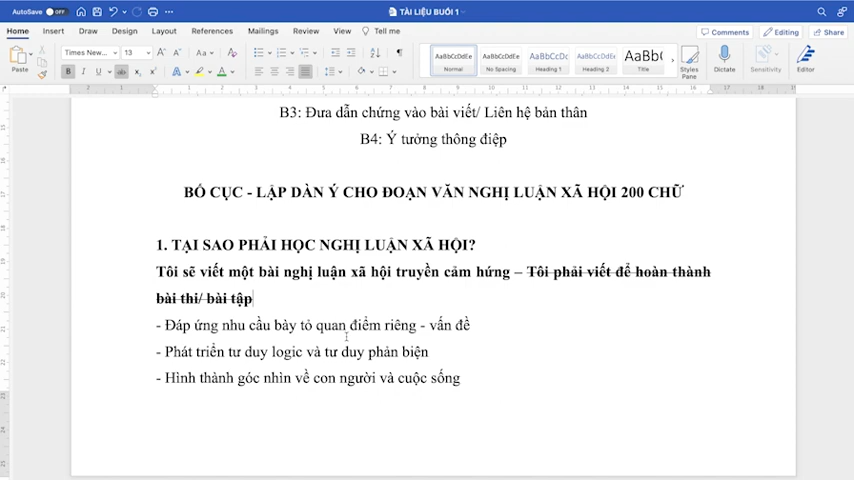 AutoSave OFF
TÀI LIỆU BUỔI 1
Home Insert Draw Design Layout References Mailings Review View Tell me
Comments Editing Share
Paste
Times New... 13
AaBbCcDdEe AaBbCcDdEe AaBbCcDc AaBbCcDdEe AaBbCcD
Normal No Spacing Heading 1 Heading 2 Title
Styles Pane
Dictate
Sensitivity
Editor
B3: Đưa dẫn chứng vào bài viết/ Liên hệ bản thân
B4: Ý tưởng thông điệp
BỐ CỤC - LẬP DÀN Ý CHO ĐOẠN VĂN NGHỊ LUẬN XÃ HỘI 200 CHỮ
1. TẠI SAO PHẢI HỌC NGHỊ LUẬN XÃ HỘI?
Tôi sẽ viết một bài nghị luận xã hội truyền cảm hứng – Tôi phải viết để hoàn thành
bài thi/ bài tập
- Đáp ứng nhu cầu bày tỏ quan điểm riêng - vấn đề
- Phát triển tư duy logic và tư duy phản biện
- Hình thành góc nhìn về con người và cuộc sống